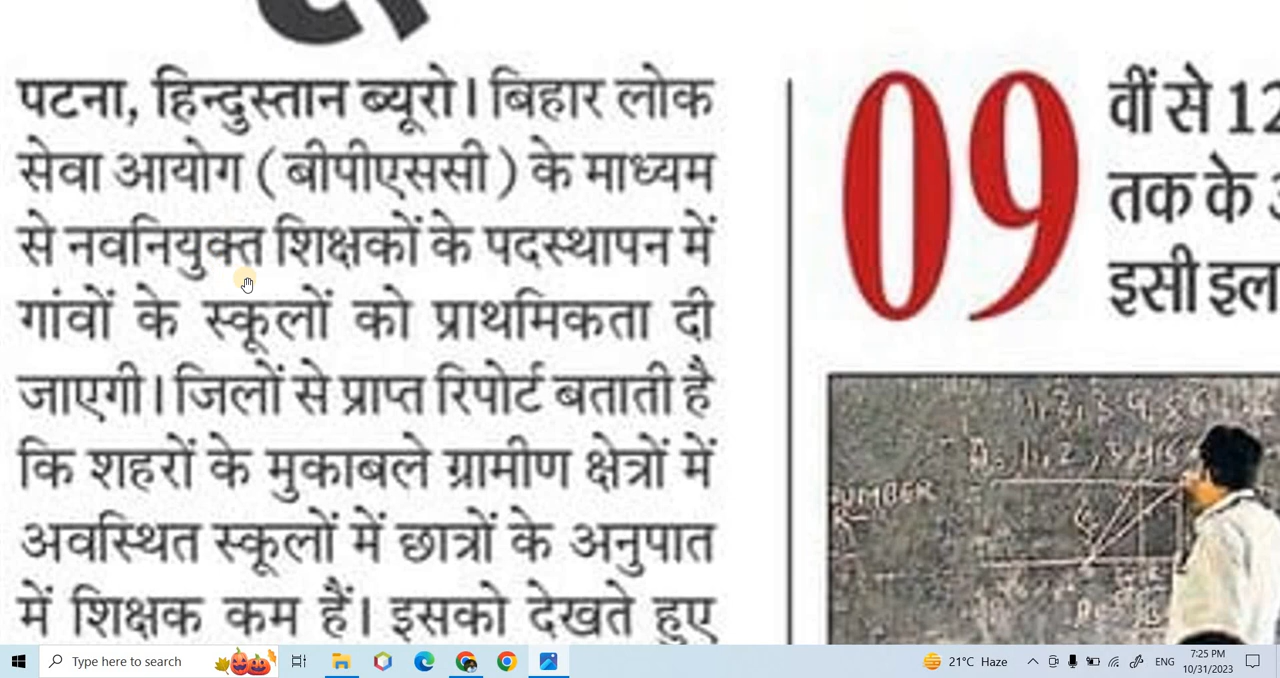 पटना, हिन्दुस्तान ब्यूरो। बिहार लोक
सेवा आयोग (बीपीएससी) के माध्यम
से नवनियुक्त शिक्षकों के पदस्थापन में
गांवों के स्कूलों को प्राथमिकता दी
जाएगी। जिलों से प्राप्त रिपोर्ट बताती है
कि शहरों के मुकाबले ग्रामीण क्षेत्रों में
अवस्थित स्कूलों में छात्रों के अनुपात
में शिक्षक कम हैं। इसको देखते हुए
09
वीं से 12
तक के
इसी
NUMBER
Type here to search
21°C Haze
ENG
7:25 PM
10/31/2023